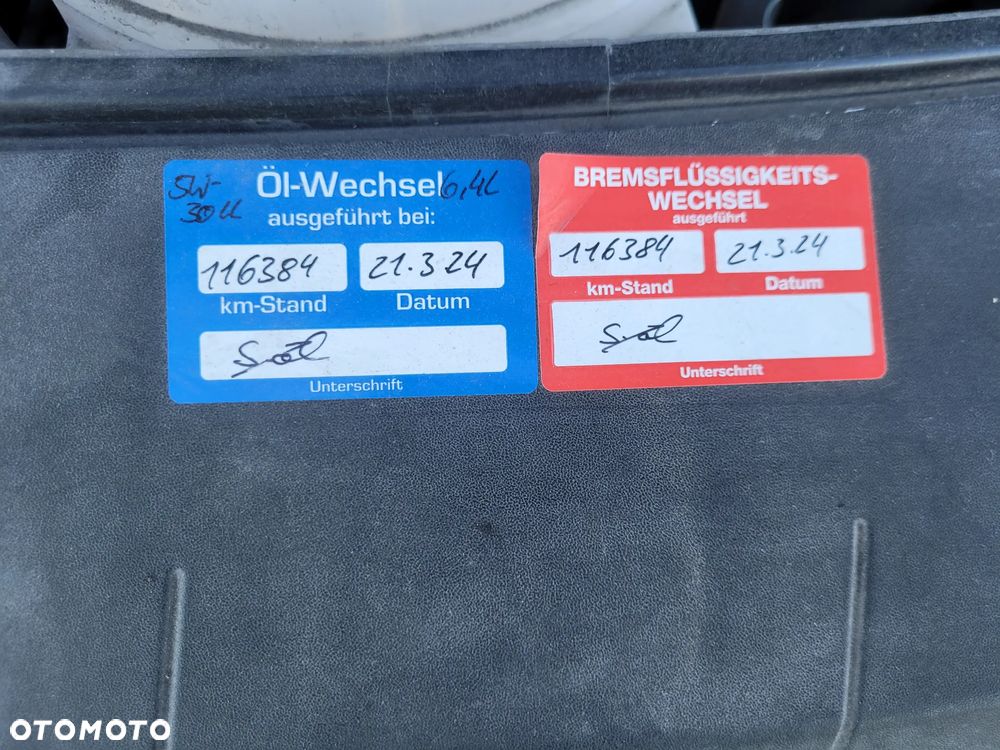 5W-
30
Öl-Wechsel 6,4L
ausgeführt bei:
116384
21.3.24
km-Stand
Datum
Unterschrift
BREMSFLÜSSIGKEITS-
WECHSEL
ausgeführt
116384
21.3.24
km-Stand
Datum
Unterschrift
OTOMOTO